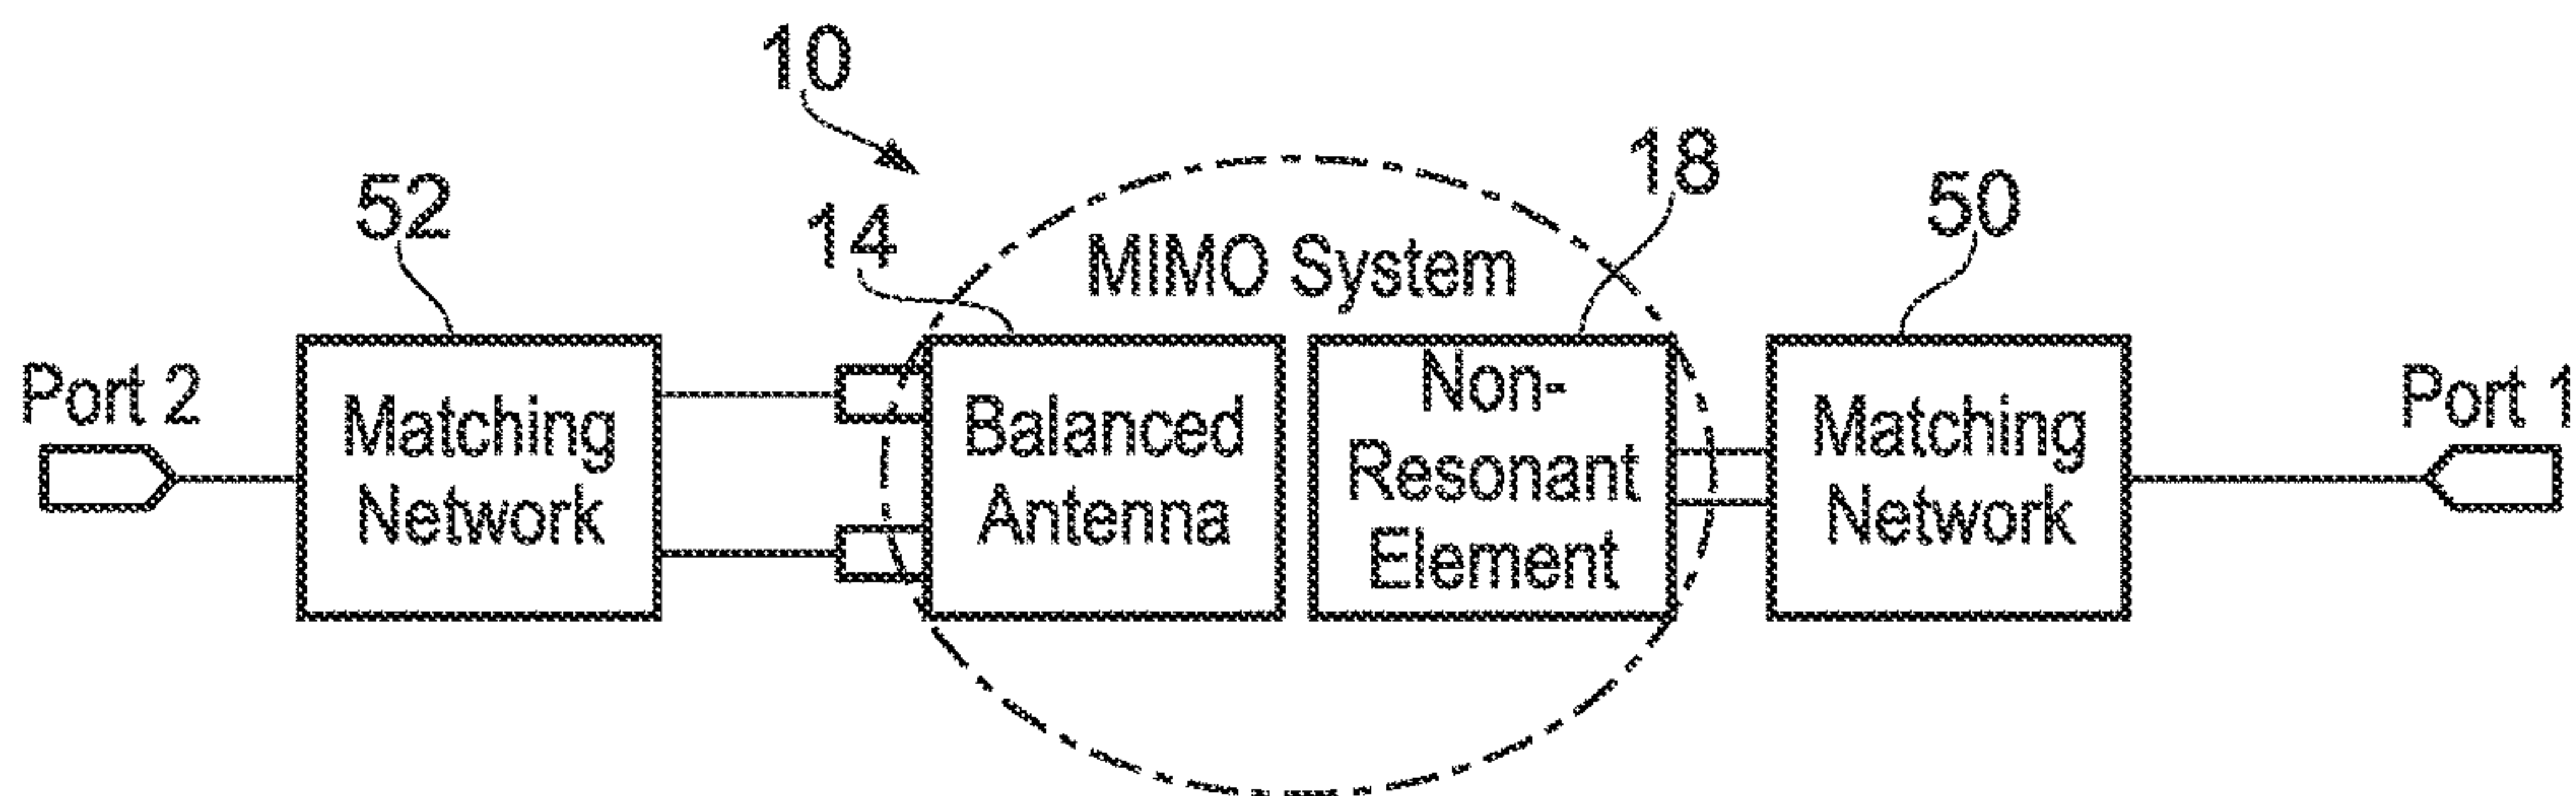 10
52
14
MIMO System
18
50
Port 2
Matching
Network
Balanced
Antenna
Non-
Resonant
Element
Matching
Network
Port 1